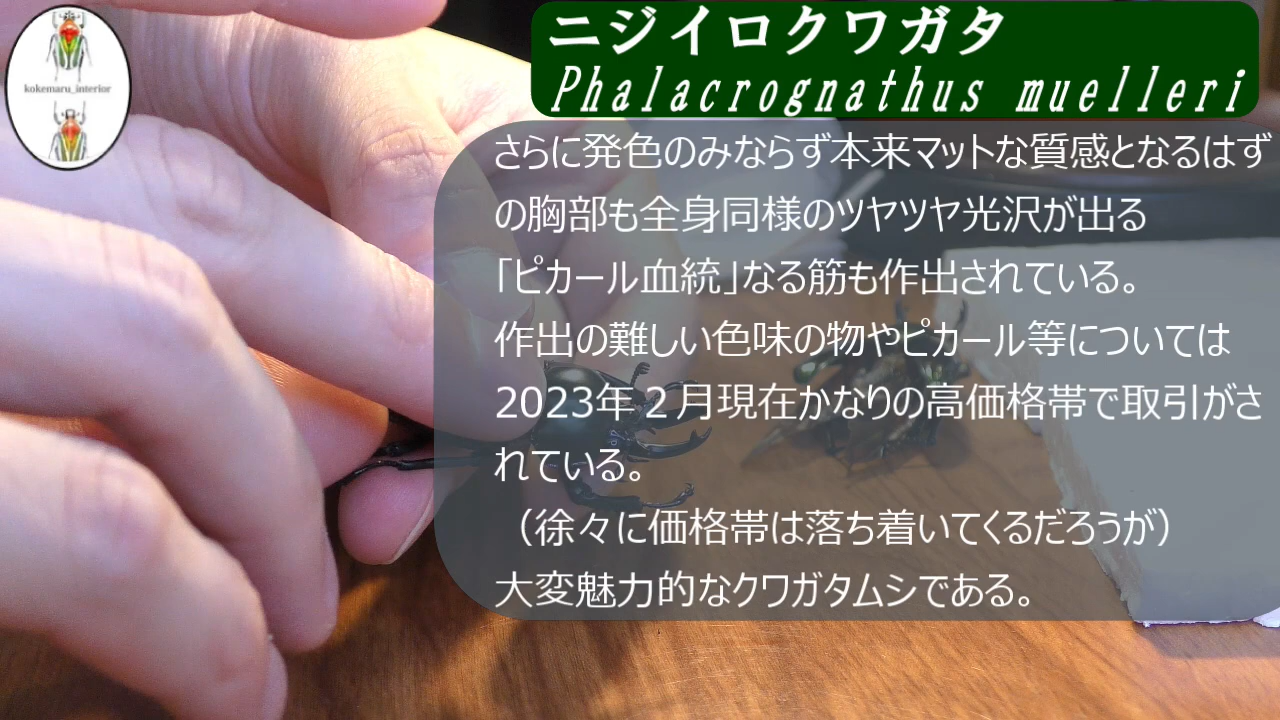 kokemaru_interior
ニジイロクワガタ
Phalacrognathus muelleri
さらに発色のみならず本来マットな質感となるはず
の胸部も全身同様のツヤツヤ光沢が出る
「ピカール血統」なる筋も作出されている。
作出の難しい色味の物やピカール等については
2023年２月現在かなりの高価格帯で取引がさ
れている。
（徐々に価格帯は落ち着いてくるだろうが）
大変魅力的なクワガタムシである。